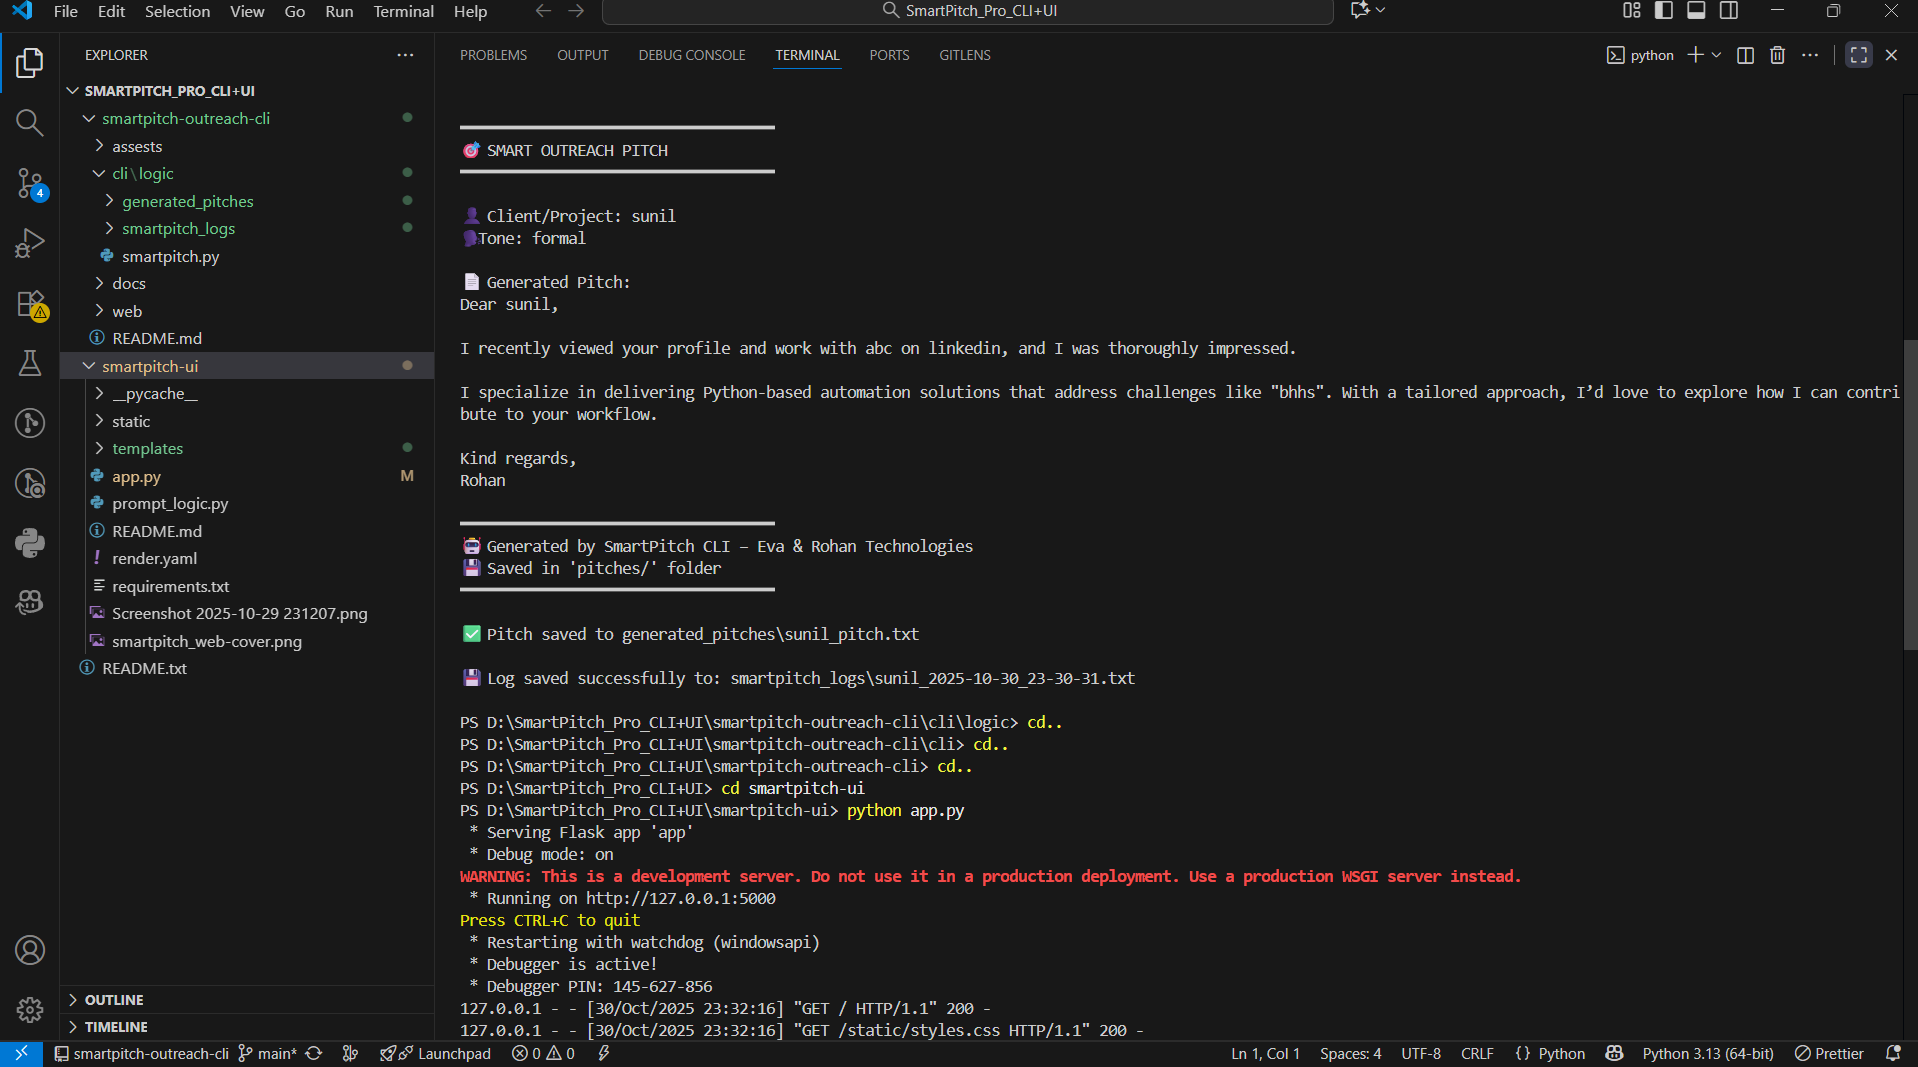 File Edit Selection View Go Run Terminal Help
SmartPitch_Pro_CLI+UI
EXPLORER
SMARTPITCH_PRO_CLI+UI
smartpitch-outreach-cli
assests
cli\logic
generated_pitches
smartpitch_logs
smartpitch.py
docs
web
README.md
smartpitch-ui
__pycache__
static
templates
app.py M
prompt_logic.py
README.md
render.yaml
requirements.txt
Screenshot 2025-10-29 231207.png
smartpitch_web-cover.png
README.txt
OUTLINE
TIMELINE
4
PROBLEMS OUTPUT DEBUG CONSOLE TERMINAL PORTS GITLENS
python
SMART OUTREACH PITCH
Client/Project: sunil
Tone: formal
Generated Pitch:
Dear sunil,
I recently viewed your profile and work with abc on linkedin, and I was thoroughly impressed.
I specialize in delivering Python-based automation solutions that address challenges like "bhhs". With a tailored approach, I’d love to explore how I can contri
bute to your workflow.
Kind regards,
Rohan
Generated by SmartPitch CLI – Eva & Rohan Technologies
Saved in 'pitches/' folder
Pitch saved to generated_pitches\sunil_pitch.txt
Log saved successfully to: smartpitch_logs\sunil_2025-10-30_23-30-31.txt
PS D:\SmartPitch_Pro_CLI+UI\smartpitch-outreach-cli\cli\logic> cd..
PS D:\SmartPitch_Pro_CLI+UI\smartpitch-outreach-cli\cli> cd..
PS D:\SmartPitch_Pro_CLI+UI\smartpitch-outreach-cli> cd..
PS D:\SmartPitch_Pro_CLI+UI> cd smartpitch-ui
PS D:\SmartPitch_Pro_CLI+UI\smartpitch-ui> python app.py
* Serving Flask app 'app'
* Debug mode: on
WARNING: This is a development server. Do not use it in a production deployment. Use a production WSGI server instead.
* Running on http://127.0.0.1:5000
Press CTRL+C to quit
* Restarting with watchdog (windowsapi)
* Debugger is active!
* Debugger PIN: 145-627-856
127.0.0.1 - - [30/Oct/2025 23:32:16] "GET / HTTP/1.1" 200 -
127.0.0.1 - - [30/Oct/2025 23:32:16] "GET /static/styles.css HTTP/1.1" 200 -
smartpitch-outreach-cli main* Launchpad 0 0 Ln 1, Col 1 Spaces: 4 UTF-8 CRLF {} Python Python 3.13 (64-bit) Prettier